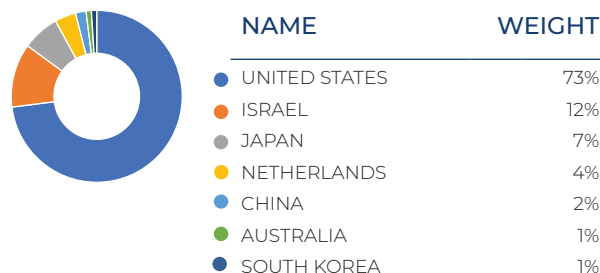 NAME WEIGHT
UNITED STATES 73%
ISRAEL 12%
JAPAN 7%
NETHERLANDS 4%
CHINA 2%
AUSTRALIA 1%
SOUTH KOREA 1%